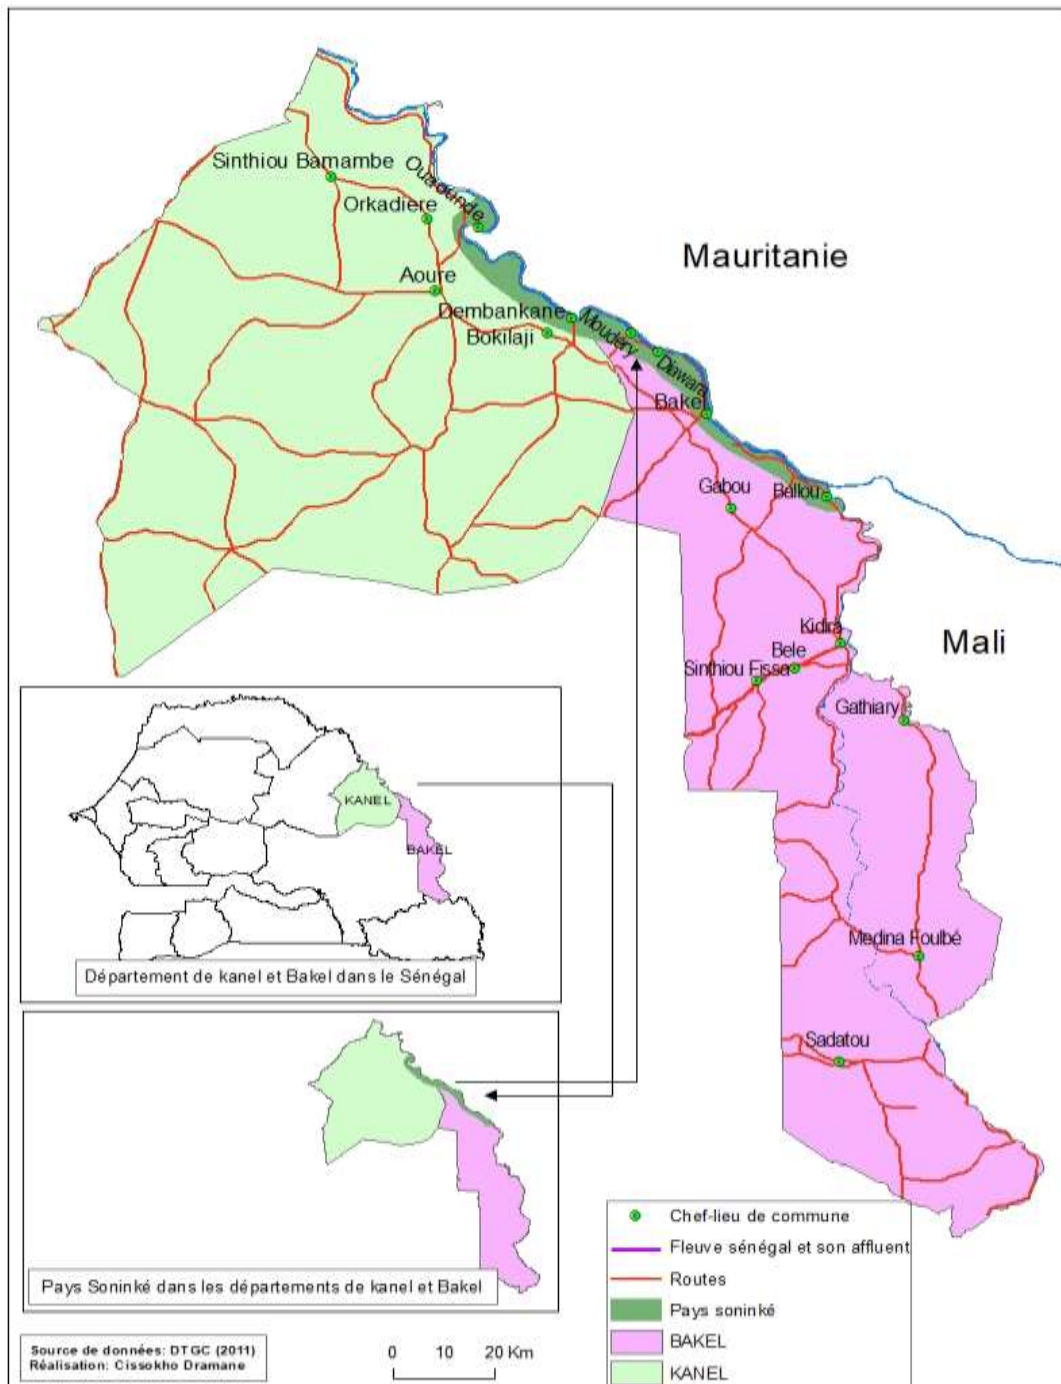 Sinthiou Bamambe
Ouaounde
Orkadiere
Mauritanie
Aoure
Dembankane
Moudéry
Bokilaji
Diawara
Bakel
Gabou
Ballou
Kidira
Mali
Bele
Sinthiou Fissa
Gathiary
KANEL
BAKEL
Medina Foulbé
Département de kanel et Bakel dans le Sénégal
Sadatou
Pays Soninké dans les départements de kanel et Bakel
Chef-lieu de commune
Fleuve sénégal et son affluent
Routes
Pays soninké
BAKEL
KANEL
Source de données: DTGC (2011)
Réalisation: Cissokho Dramane
0 10 20 Km